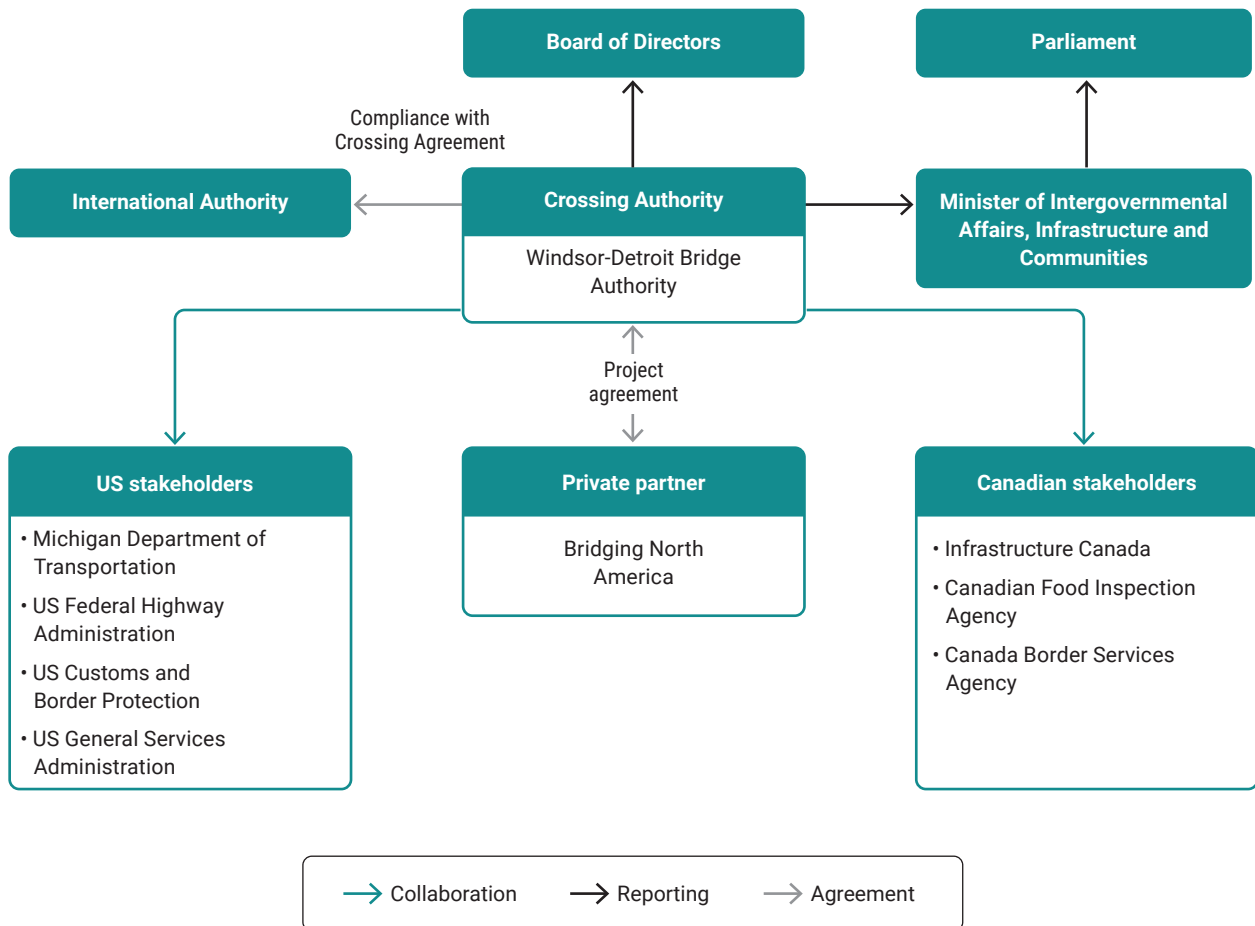 Board of Directors
Parliament
Compliance with
Crossing Agreement
International Authority
Crossing Authority
Windsor-Detroit Bridge
Authority
Minister of Intergovernmental
Affairs, Infrastructure and
Communities
Project
agreement
US stakeholders
• Michigan Department of
Transportation
• US Federal Highway
Administration
• US Customs and
Border Protection
• US General Services
Administration
Private partner
Bridging North
America
Canadian stakeholders
• Infrastructure Canada
• Canadian Food Inspection
Agency
• Canada Border Services
Agency
Collaboration
Reporting
Agreement